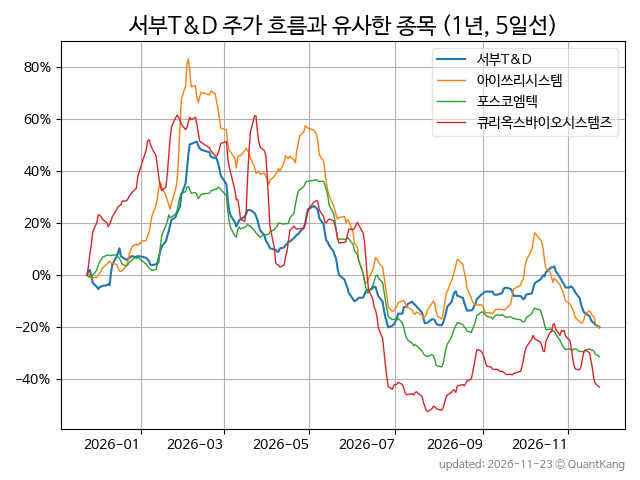 서부T&D 주가 흐름과 유사한 종목 (1년, 5일선)
서부T&D
아이쓰리시스템
포스코엠텍
큐리옥스바이오시스템즈
80%
60%
40%
20%
0%
−20%
−40%
2026-01 2026-03 2026-05 2026-07 2026-09 2026-11
updated: 2026-11-23 © QuantKang